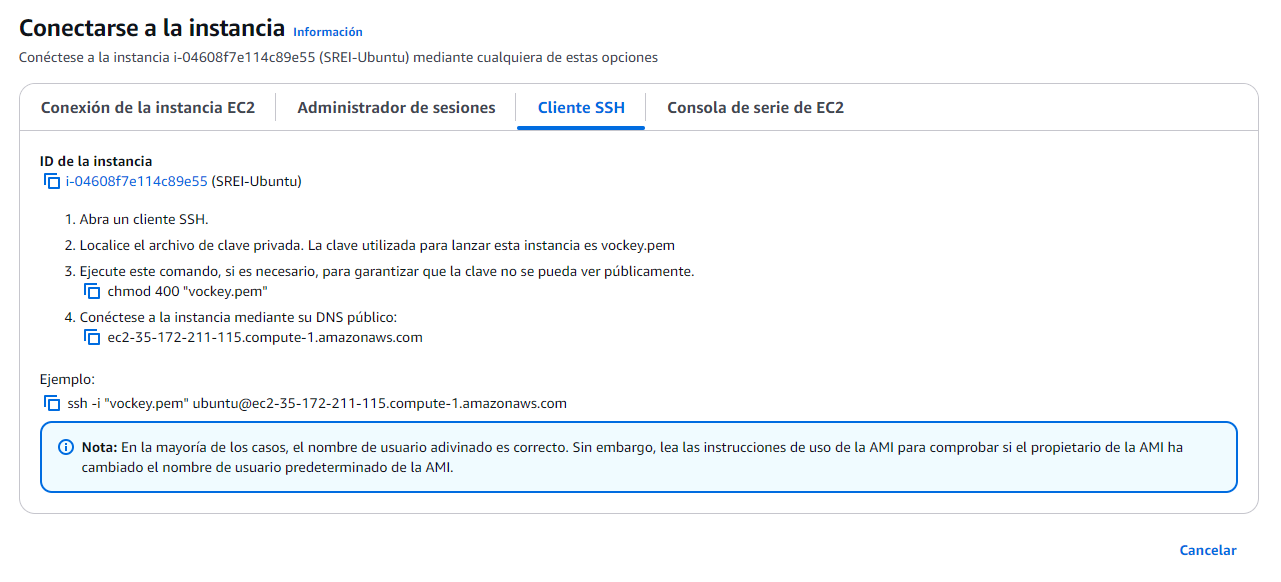 Conectarse a la instancia Información
Conéctese a la instancia i-04608f7e114c89e55 (SREI-Ubuntu) mediante cualquiera de estas opciones
Conexión de la instancia EC2 Administrador de sesiones Cliente SSH Consola de serie de EC2
ID de la instancia
i-04608f7e114c89e55 (SREI-Ubuntu)
1. Abra un cliente SSH.
2. Localice el archivo de clave privada. La clave utilizada para lanzar esta instancia es vockey.pem
3. Ejecute este comando, si es necesario, para garantizar que la clave no se pueda ver públicamente.
chmod 400 "vockey.pem"
4. Conéctese a la instancia mediante su DNS público:
ec2-35-172-211-115.compute-1.amazonaws.com
Ejemplo:
ssh -i "vockey.pem" ubuntu@ec2-35-172-211-115.compute-1.amazonaws.com
Nota: En la mayoría de los casos, el nombre de usuario adivinado es correcto. Sin embargo, lea las instrucciones de uso de la AMI para comprobar si el propietario de la AMI ha
cambiado el nombre de usuario predeterminado de la AMI.
Cancelar